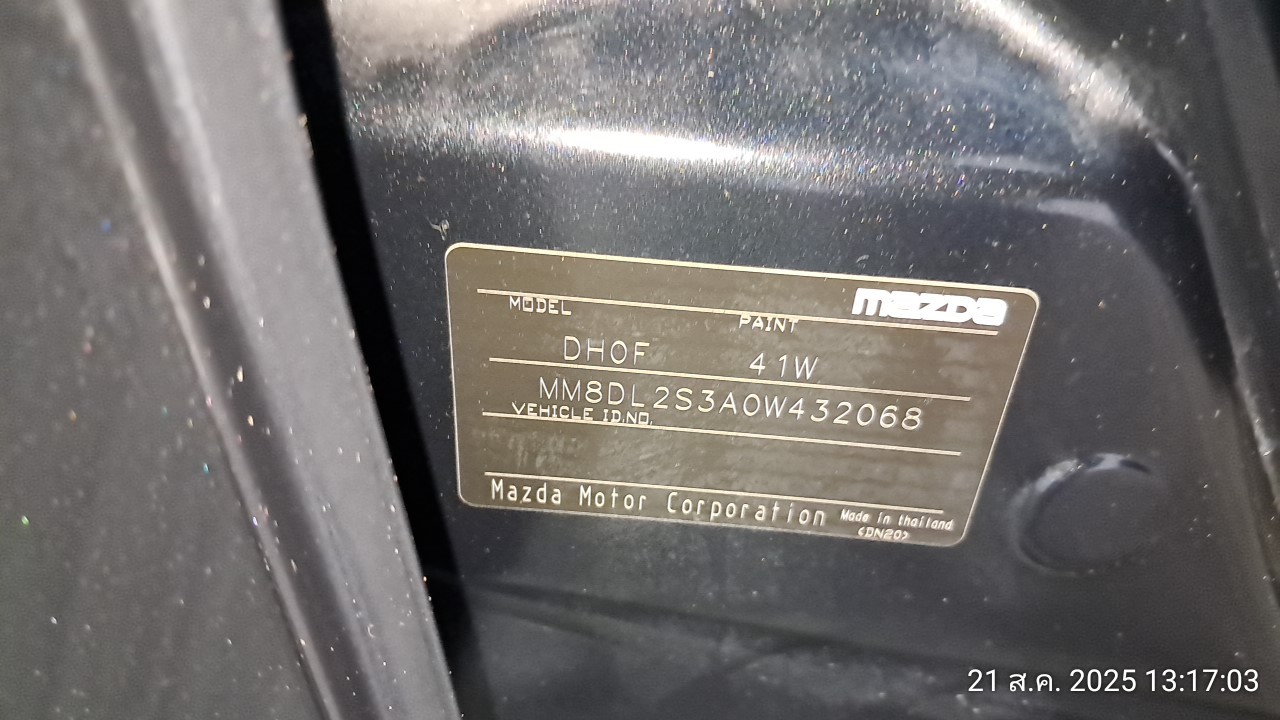 mazda
MODEL PAINT
DH0F 41W
MM8DL2S3A0W432068
VEHICLE ID.NO.
Mazda Motor Corporation Made in thailand
<DN20>
21 ส.ค. 2025 13:17:03